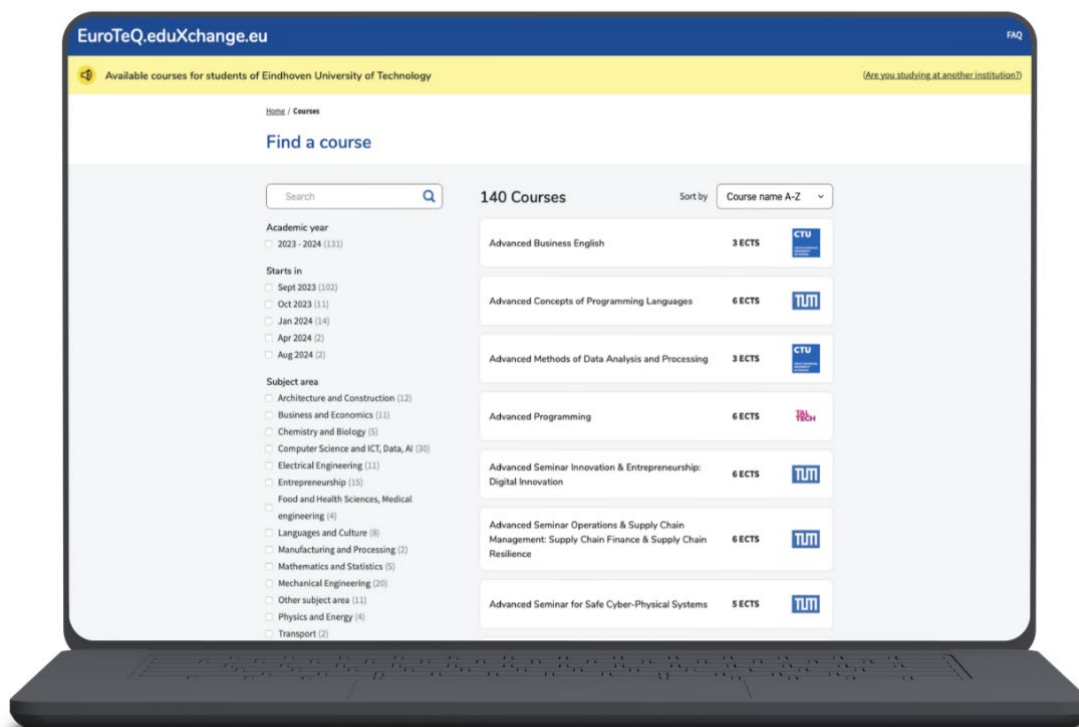 EuroTeQ.eduXchange.eu
FAQ
Available courses for students of Eindhoven University of Technology
(Are you studying at another institution?)
Home / Courses
Find a course
Search
Academic year
2023 - 2024 (131)
Starts in
Sept 2023 (102)
Oct 2023 (11)
Jan 2024 (14)
Apr 2024 (2)
Aug 2024 (2)
Subject area
Architecture and Construction (12)
Business and Economics (11)
Chemistry and Biology (5)
Computer Science and ICT, Data, AI (30)
Electrical Engineering (11)
Entrepreneurship (15)
Food and Health Sciences, Medical
engineering (4)
Languages and Culture (8)
Manufacturing and Processing (2)
Mathematics and Statistics (5)
Mechanical Engineering (20)
Other subject area (11)
Physics and Energy (4)
Transport (2)
140 Courses
Sort by
Course name A-Z
Advanced Business English
3 ECTS
CTU
Advanced Concepts of Programming Languages
6 ECTS
TUM
Advanced Methods of Data Analysis and Processing
3 ECTS
CTU
Advanced Programming
6 ECTS
TAL
TECH
Advanced Seminar Innovation & Entrepreneurship:
Digital Innovation
6 ECTS
TUM
Advanced Seminar Operations & Supply Chain
Management: Supply Chain Finance & Supply Chain
Resilience
6 ECTS
TUM
Advanced Seminar for Safe Cyber-Physical Systems
5 ECTS
TUM